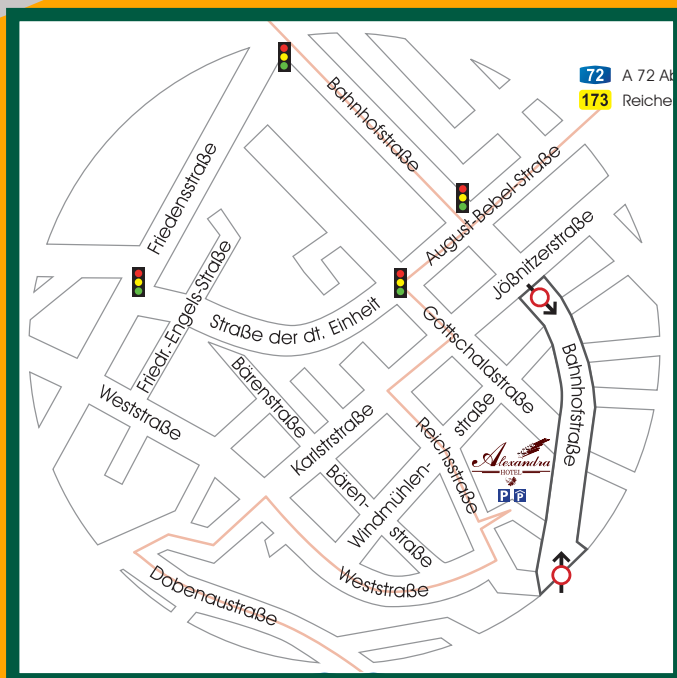 72 A 72 Ab
173 Reiche
Bahnhofstraße
Friedensstraße
August-Bebel-Straße
Jößnitzerstraße
Friedr.-Engels-Straße
Straße der dt. Einheit
Gottschaldstraße
Bahnhofstraße
Bärenstraße
Weststraße
Karlstrstraße
Reichsstraße
Windmühlen-
straße
Alexandra
HOTEL
P P
Bären-
straße
Weststraße
Dobenaustraße